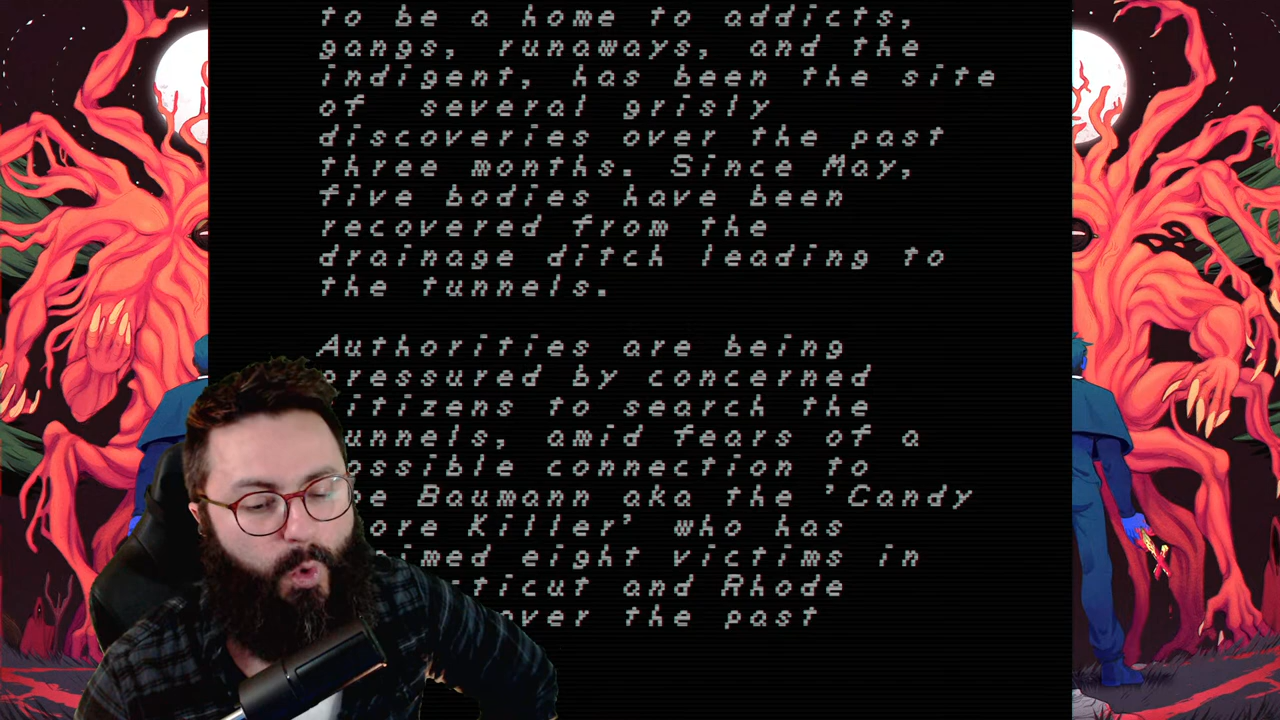 to be a home to addicts,
gangs, runaways, and the
indigent, has been the site
of several grisly
discoveries over the past
three months. Since May,
five bodies have been
recovered from the
drainage ditch leading to
the tunnels.
Authorities are being
pressured by concerned
itizens to search the
unnels, amid fears of a
ossible connection to
Baumann aka the 'Candy
ore Killer' who has
imed eight victims in
ticut and Rhode
over the past